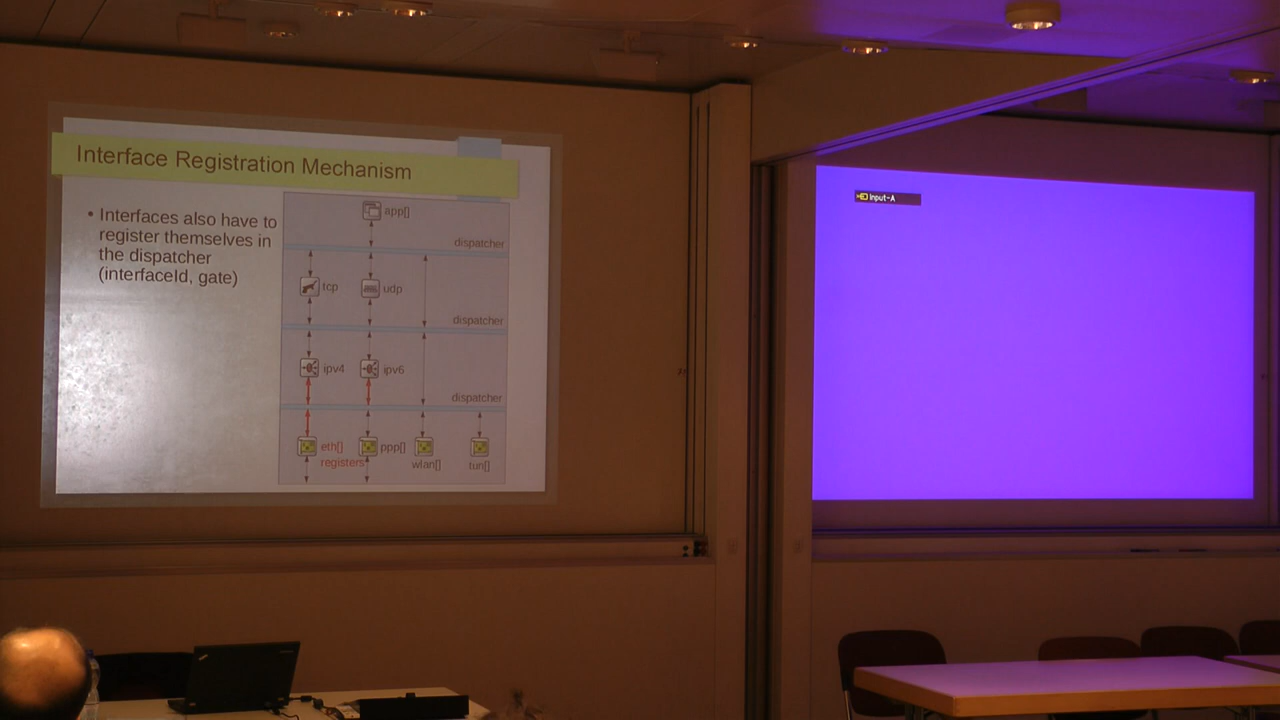 Interface Registration Mechanism
• Interfaces also have to
register themselves in
the dispatcher
(interfaceId, gate)
app[]
dispatcher
tcp
udp
dispatcher
ipv4
ipv6
dispatcher
eth[]
registers
ppp[]
wlan[]
tun[]
Input-A